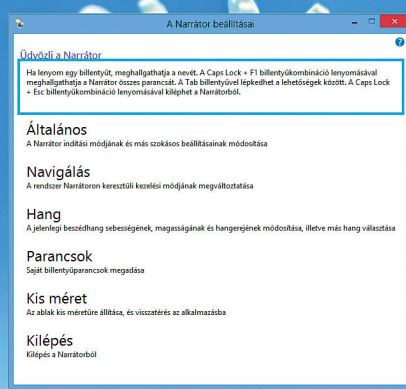 A Narrátor beállításai
Üdvözli a Narrátor
Ha lenyom egy billentyűt, meghallgathatja a nevét. A Caps Lock + F1 billentyűkombináció lenyomásával
meghallgathatja a Narrátor összes parancsát. A Tab billentyűvel lépkedhet a lehetőségek között. A Caps Lock
+ Esc billentyűkombináció lenyomásával kiléphet a Narrátorból.
Általános
A Narrátor indítási módjának és más szokásos beállításainak módosítása
Navigálás
A rendszer Narrátoron keresztüli kezelési módjának megváltoztatása
Hang
A jelenlegi beszédhang sebességének, magasságának és hangerejének módosítása, illetve más hang választása
Parancsok
Saját billentyűparancsok megadása
Kis méret
Az ablak kis méretűre állítása, és visszatérés az alkalmazásba
Kilépés
Kilépés a Narrátorból